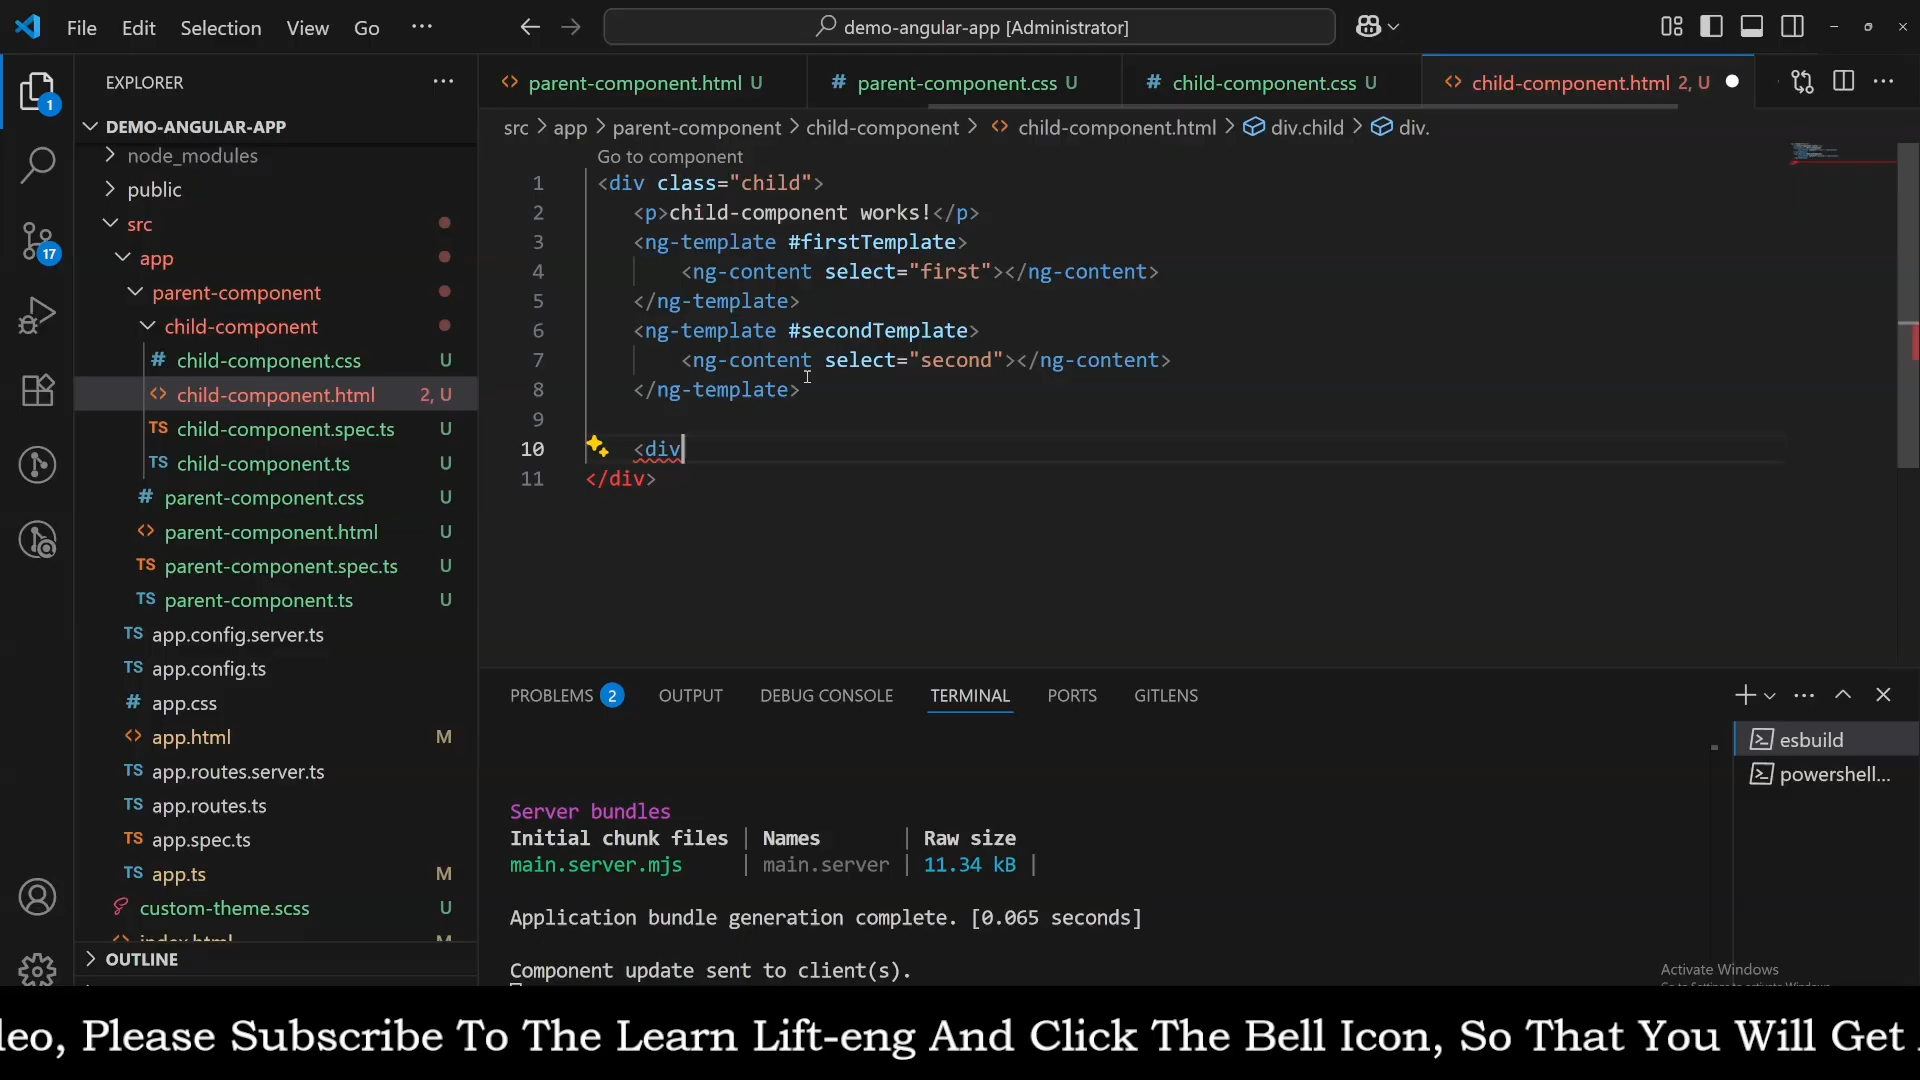 File Edit Selection View Go ··· demo-angular-app [Administrator]
EXPLORER
1
17
DEMO-ANGULAR-APP
node_modules
public
src
app
parent-component
child-component
child-component.css U
child-component.html 2, U
child-component.spec.ts U
child-component.ts U
parent-component.css U
parent-component.html U
parent-component.spec.ts U
parent-component.ts U
app.config.server.ts
app.config.ts
app.css
app.html M
app.routes.server.ts
app.routes.ts
app.spec.ts
app.ts M
custom-theme.scss U
index.html M
OUTLINE
parent-component.html U parent-component.css U child-component.css U child-component.html 2, U
src > app > parent-component > child-component > child-component.html > div.child > div.
Go to component
1 <div class="child">
2 <p>child-component works!</p>
3 <ng-template #firstTemplate>
4 <ng-content select="first"></ng-content>
5 </ng-template>
6 <ng-template #secondTemplate>
7 <ng-content select="second"></ng-content>
8 </ng-template>
9
10 <div
11 </div>
PROBLEMS 2 OUTPUT DEBUG CONSOLE TERMINAL PORTS GITLENS
esbuild
powershell...
Server bundles
Initial chunk files | Names | Raw size
main.server.mjs | main.server | 11.34 kB |
Application bundle generation complete. [0.065 seconds]
Component update sent to client(s).
Activate Windows
leo, Please Subscribe To The Learn Lift-eng And Click The Bell Icon, So That You Will Get